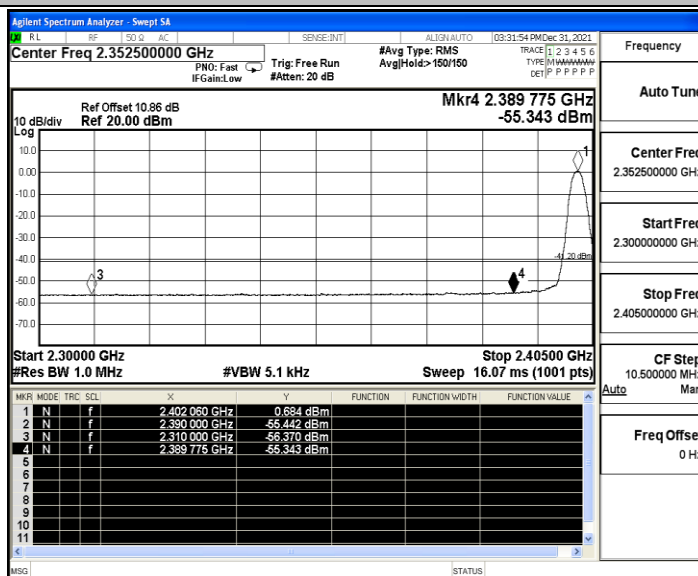 Agilent Spectrum Analyzer - Swept SA
RL RF 50 Ω AC SENSE:INT ALIGN AUTO 03:31:54 PM Dec 31, 2021
Center Freq 2.352500000 GHz
PNO: Fast
IFGain:Low
Trig: Free Run
#Atten: 20 dB
#Avg Type: RMS
Avg|Hold:> 150/150
TRACE 1 2 3 4 5 6
TYPE M WWWWW
DET P P P P P P
Ref Offset 10.86 dB
10 dB/div Ref 20.00 dBm
Log
Mkr4 2.389 775 GHz
-55.343 dBm
10.0
0.00
-10.0
-20.0
-30.0
-40.0
-50.0
-60.0
-70.0
1
-41.20 dBm
3
4
Start 2.30000 GHz Stop 2.40500 GHz
#Res BW 1.0 MHz #VBW 5.1 kHz Sweep 16.07 ms (1001 pts)
MKR MODE TRC SCL X Y FUNCTION FUNCTION WIDTH FUNCTION VALUE
1 N f 2.402 060 GHz 0.684 dBm
2 N f 2.390 000 GHz -55.442 dBm
3 N f 2.310 000 GHz -56.370 dBm
4 N f 2.389 775 GHz -55.343 dBm
5
6
7
8
9
10
11
MSG STATUS
Frequency
Auto Tune
Center Freq
2.352500000 GHz
Start Freq
2.300000000 GHz
Stop Freq
2.405000000 GHz
CF Step
10.500000 MHz
Auto Man
Freq Offset
0 Hz